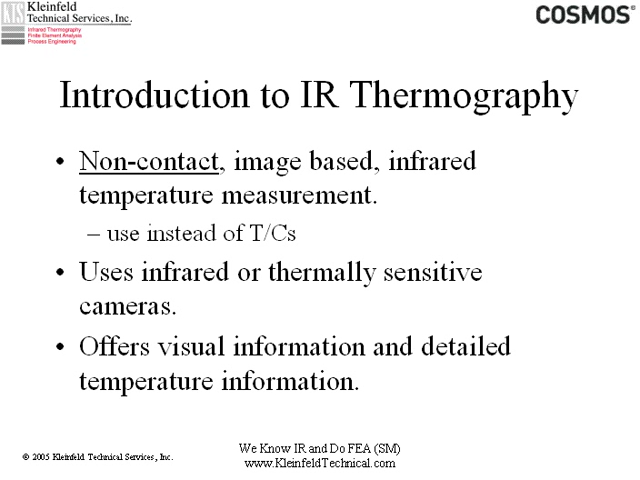 KTS
Kleinfeld
Technical Services, Inc.
Infrared Thermography
Finite Element Analysis
Process Engineering
COSMOS®
Introduction to IR Thermography
• Non-contact, image based, infrared
temperature measurement.
– use instead of T/Cs
• Uses infrared or thermally sensitive
cameras.
• Offers visual information and detailed
temperature information.
© 2005 Kleinfeld Technical Services, Inc.
We Know IR and Do FEA (SM)
www.KleinfeldTechnical.com